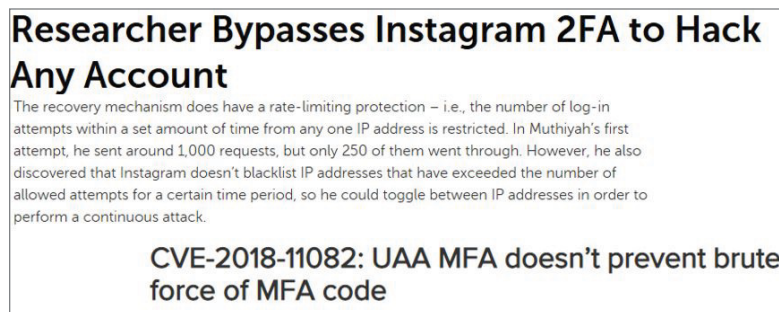 Researcher Bypasses Instagram 2FA to Hack
Any Account
The recovery mechanism does have a rate-limiting protection – i.e., the number of log-in
attempts within a set amount of time from any one IP address is restricted. In Muthiyah's first
attempt, he sent around 1,000 requests, but only 250 of them went through. However, he also
discovered that Instagram doesn't blacklist IP addresses that have exceeded the number of
allowed attempts for a certain time period, so he could toggle between IP addresses in order to
perform a continuous attack.
CVE-2018-11082: UAA MFA doesn't prevent brute
force of MFA code